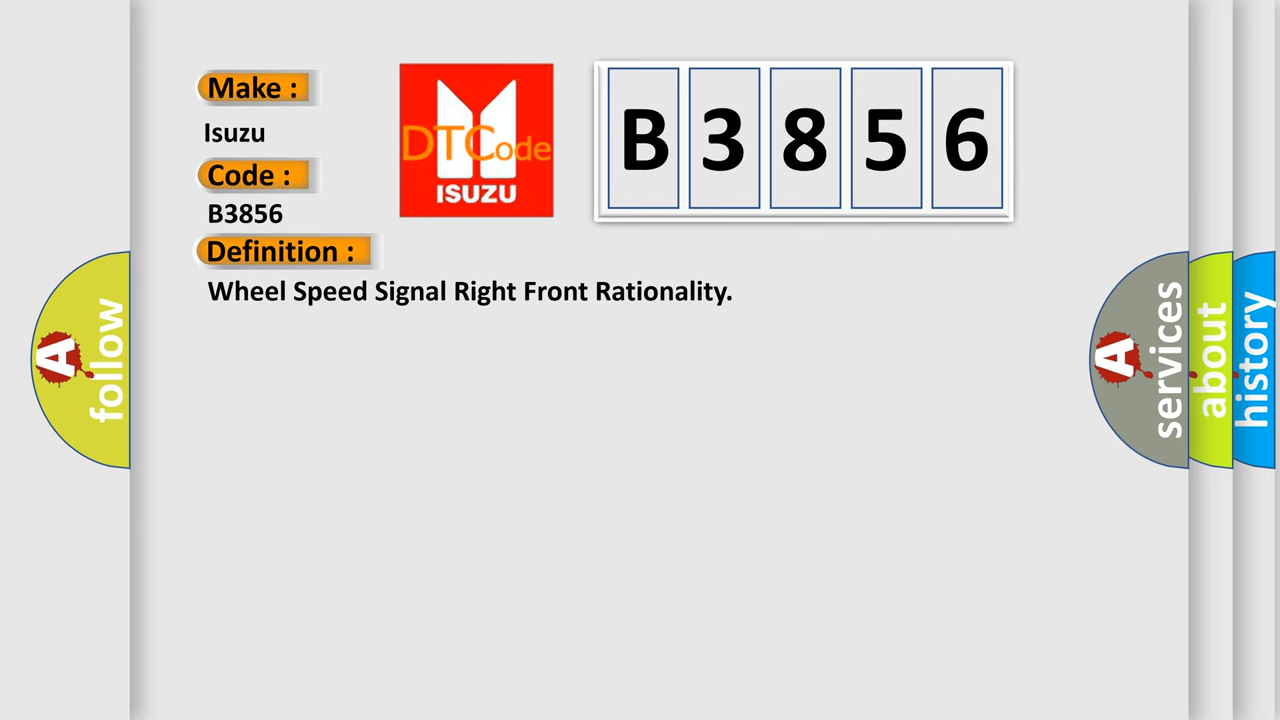 Make :
Isuzu
Code :
B3856
Definition :
Wheel Speed Signal Right Front Rationality.
DTCode
ISUZU
B 3 8 5 6
A follow
A services
about
history